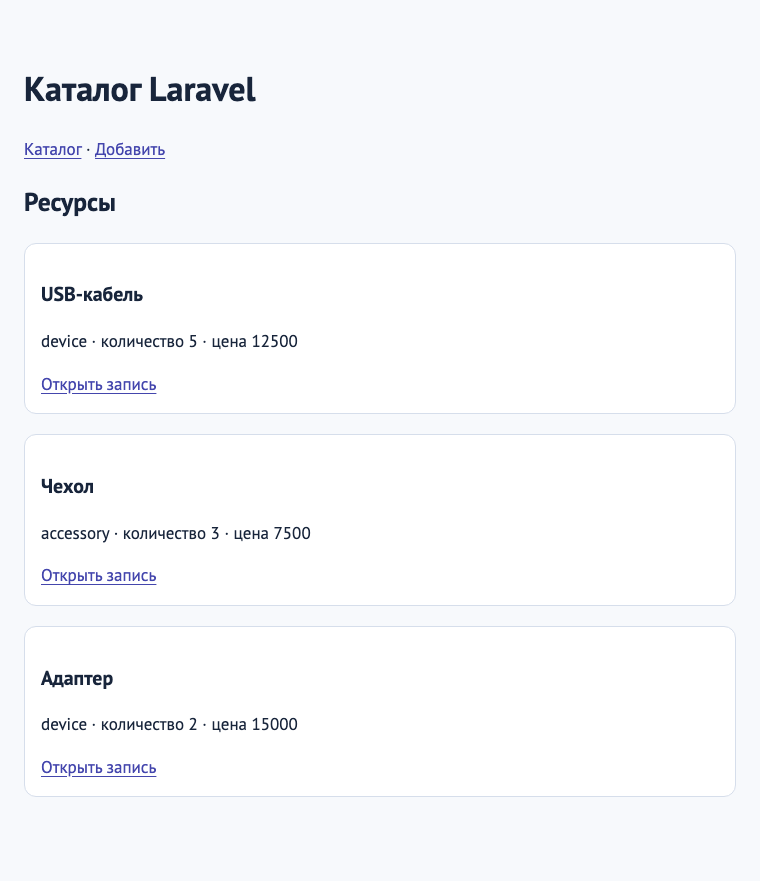 Каталог Laravel
Каталог · Добавить
Ресурсы
USB-кабель
device · количество 5 · цена 12500
Открыть запись
Чехол
accessory · количество 3 · цена 7500
Открыть запись
Адаптер
device · количество 2 · цена 15000
Открыть запись